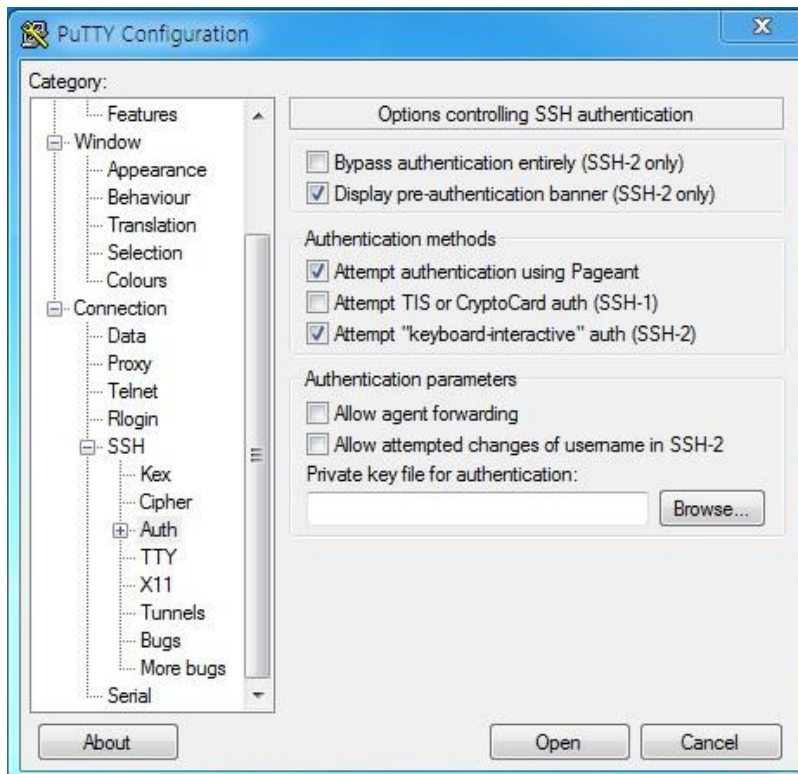 PuTTY Configuration
Category:
Features
Window
Appearance
Behaviour
Translation
Selection
Colours
Connection
Data
Proxy
Telnet
Rlogin
SSH
Kex
Cipher
Auth
TTY
X11
Tunnels
Bugs
More bugs
Serial
Options controlling SSH authentication
Bypass authentication entirely (SSH-2 only)
Display pre-authentication banner (SSH-2 only)
Authentication methods
Attempt authentication using Pageant
Attempt TIS or CryptoCard auth (SSH-1)
Attempt "keyboard-interactive" auth (SSH-2)
Authentication parameters
Allow agent forwarding
Allow attempted changes of username in SSH-2
Private key file for authentication:
Browse...
About
Open
Cancel